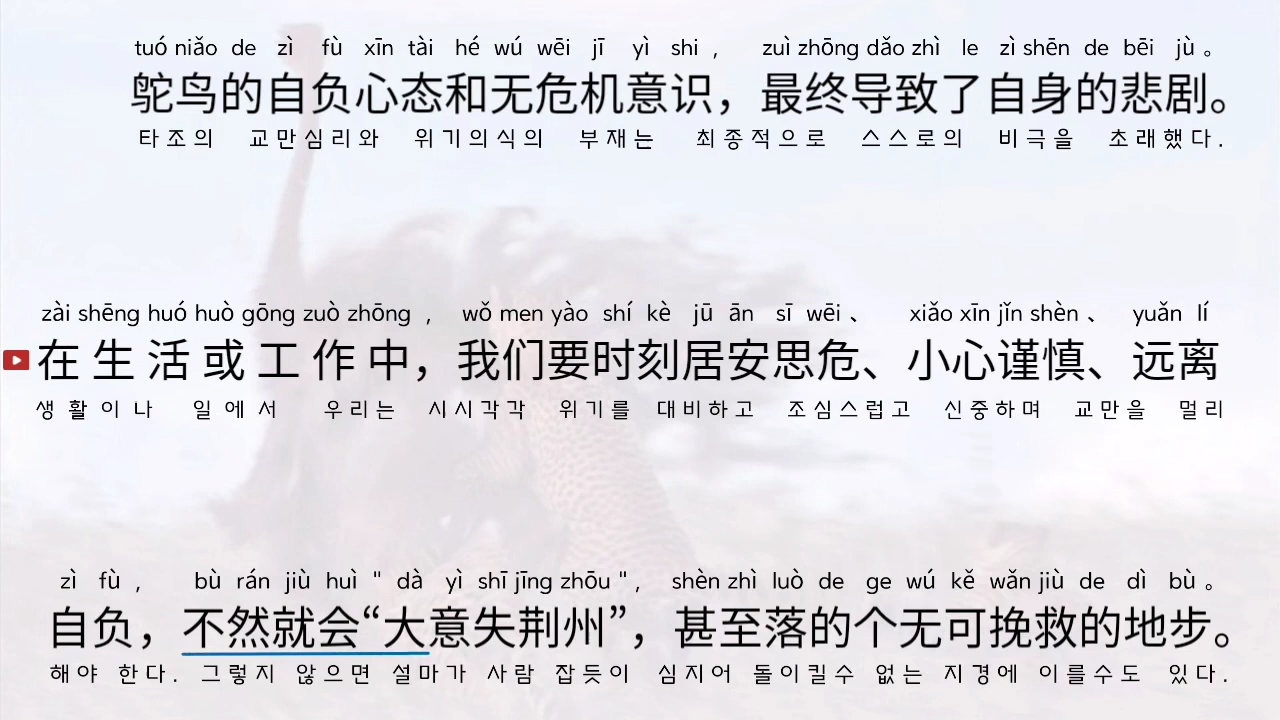 tuó niǎo de zì fù xīn tài hé wú wēi jī yì shi , zuì zhōng dǎo zhì le zì shēn de bēi jù 。
鸵鸟的自负心态和无危机意识，最终导致了自身的悲剧。
타조의 교만심리와 위기의식의 부재는 최종적으로 스스로의 비극을 초래했다.
zài shēng huó huò gōng zuò zhōng , wǒ men yào shí kè jū ān sī wēi 、 xiǎo xīn jǐn shèn 、 yuǎn lí
在生活或工作中，我们要时刻居安思危、小心谨慎、远离
생활이나 일에서 우리는 시시각각 위기를 대비하고 조심스럽고 신중하며 교만을 멀리
zì fù , bù rán jiù huì " dà yì shī jīng zhōu " , shèn zhì luò de ge wú kě wǎn jiù de dì bù 。
自负，不然就会“大意失荆州”，甚至落的个无可挽救的地步。
해야 한다. 그렇지 않으면 설마가 사람 잡듯이 심지어 돌이킬수 없는 지경에 이를수도 있다.